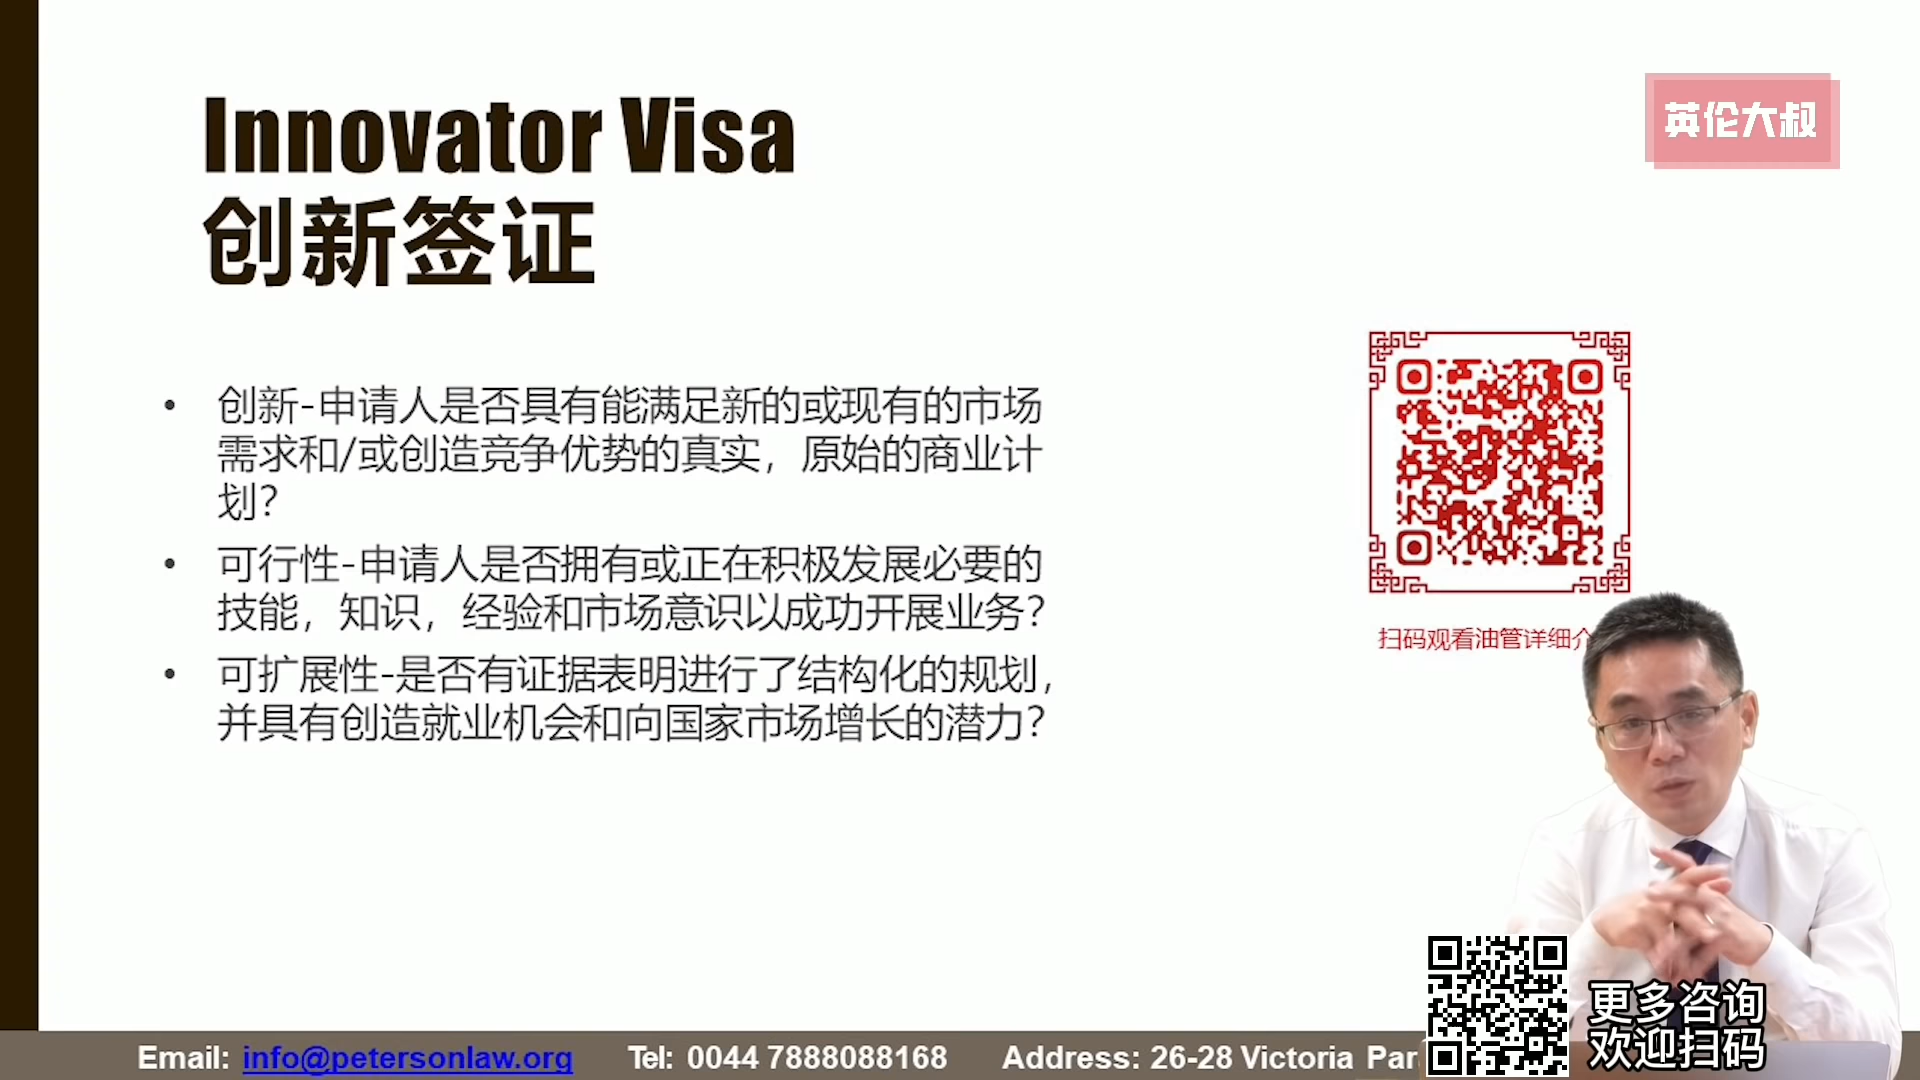 Innovator Visa
创新签证
英伦大叔
• 创新-申请人是否具有能满足新的或现有的市场
需求和/或创造竞争优势的真实，原始的商业计
划？
• 可行性-申请人是否拥有或正在积极发展必要的
技能，知识，经验和市场意识以成功开展业务？
• 可扩展性-是否有证据表明进行了结构化的规划，
并具有创造就业机会和向国家市场增长的潜力？
扫码观看油管详细介
更多咨询
欢迎扫码
Email: info@petersonlaw.org Tel: 0044 7888088168 Address: 26-28 Victoria Par